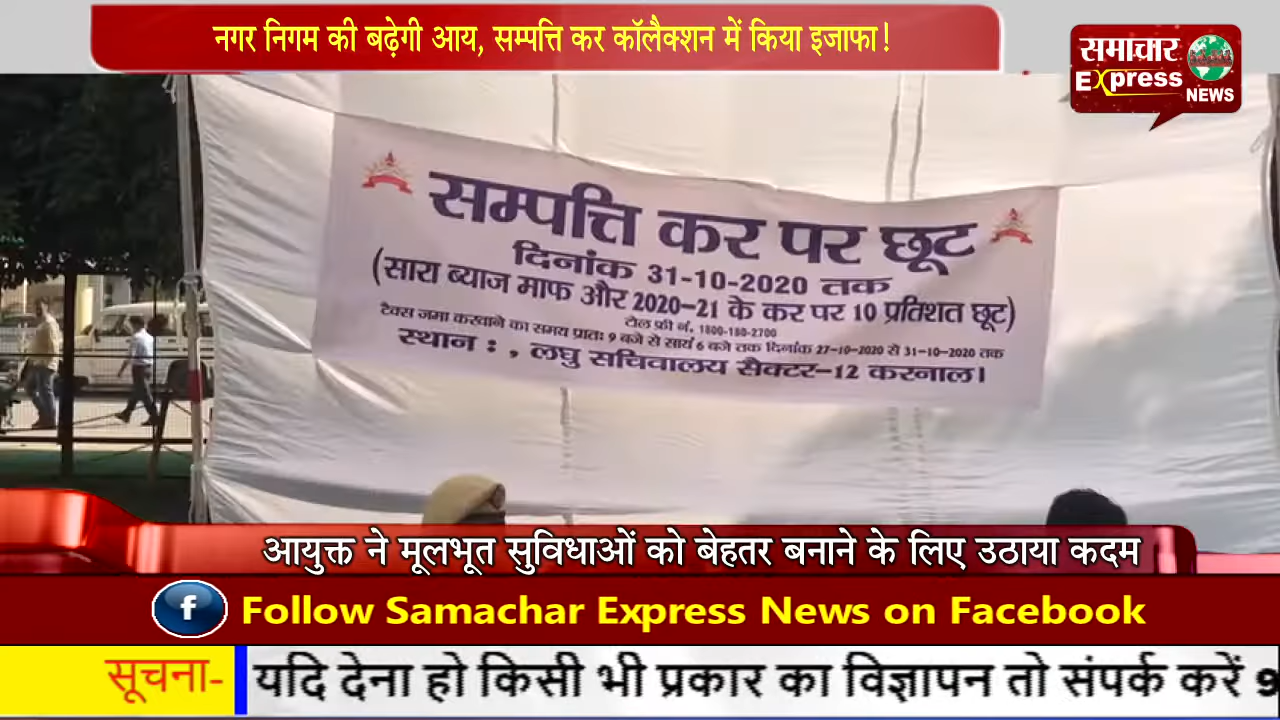 नगर निगम की बढ़ेगी आय, सम्पत्ति कर कॉलैक्शन में किया इजाफा!
समाचार
Express
NEWS
सम्पत्ति कर पर छूट
दिनांक 31-10-2020 तक
(सारा ब्याज माफ और 2020-21 के कर पर 10 प्रतिशत छूट)
टोल फ्री नं. 1800-180-2700
टैक्स जमा करवाने का समय प्रातः 9 बजे से सायं 6 बजे तक दिनांक 27-10-2020 से 31-10-2020 तक
स्थान : , लघु सचिवालय सैक्टर-12 करनाल।
आयुक्त ने मूलभूत सुविधाओं को बेहतर बनाने के लिए उठाया कदम
f Follow Samachar Express News on Facebook
सूचना- यदि देना हो किसी भी प्रकार का विज्ञापन तो संपर्क करें 9